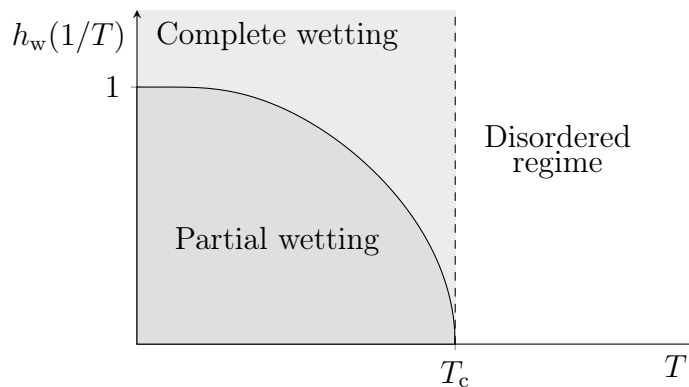 h_w(1/T)
Complete wetting
1
Disordered
regime
Partial wetting
T_c
T